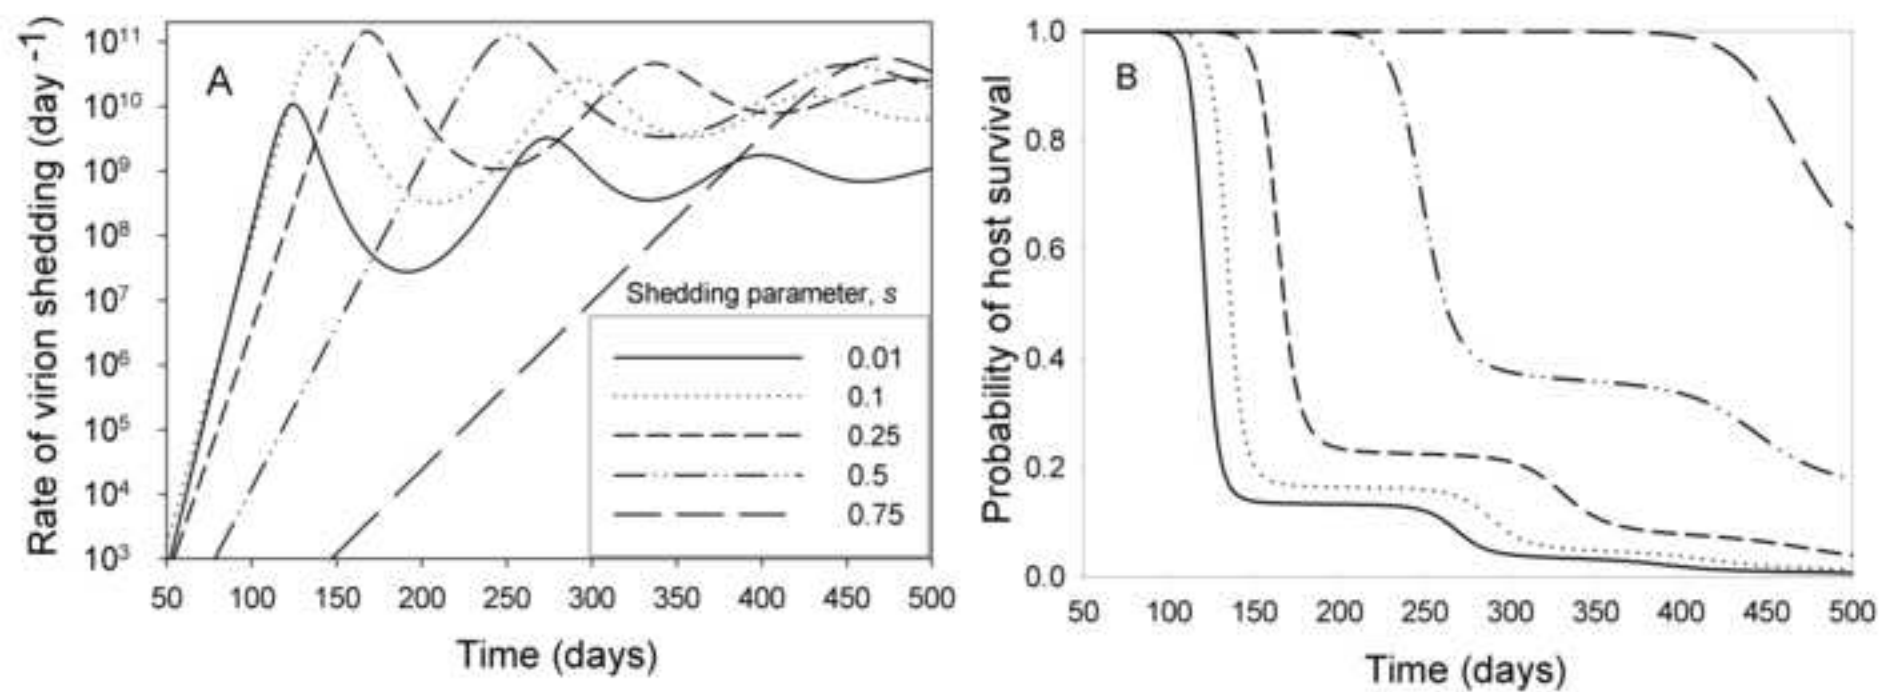 Rate of virion shedding (day -1)
10^11
10^10
10^9
10^8
10^7
10^6
10^5
10^4
10^3
A
Shedding parameter, s
0.01
0.1
0.25
0.5
0.75
50 100 150 200 250 300 350 400 450 500
Time (days)
Probability of host survival
1.0
0.8
0.6
0.4
0.2
0.0
B
50 100 150 200 250 300 350 400 450 500
Time (days)